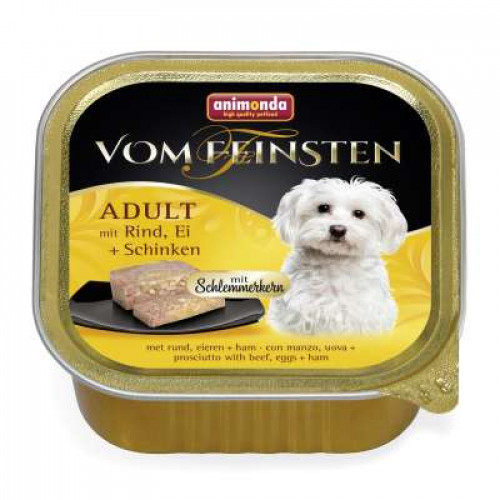 animonda
high quality petfood
VOM FEINSTEN
ADULT
mit Rind, Ei
+ Schinken
mit
Schlemmerkern
met rund, eieren + ham - con manzo, uova +
prosciutto with beef, eggs + ham